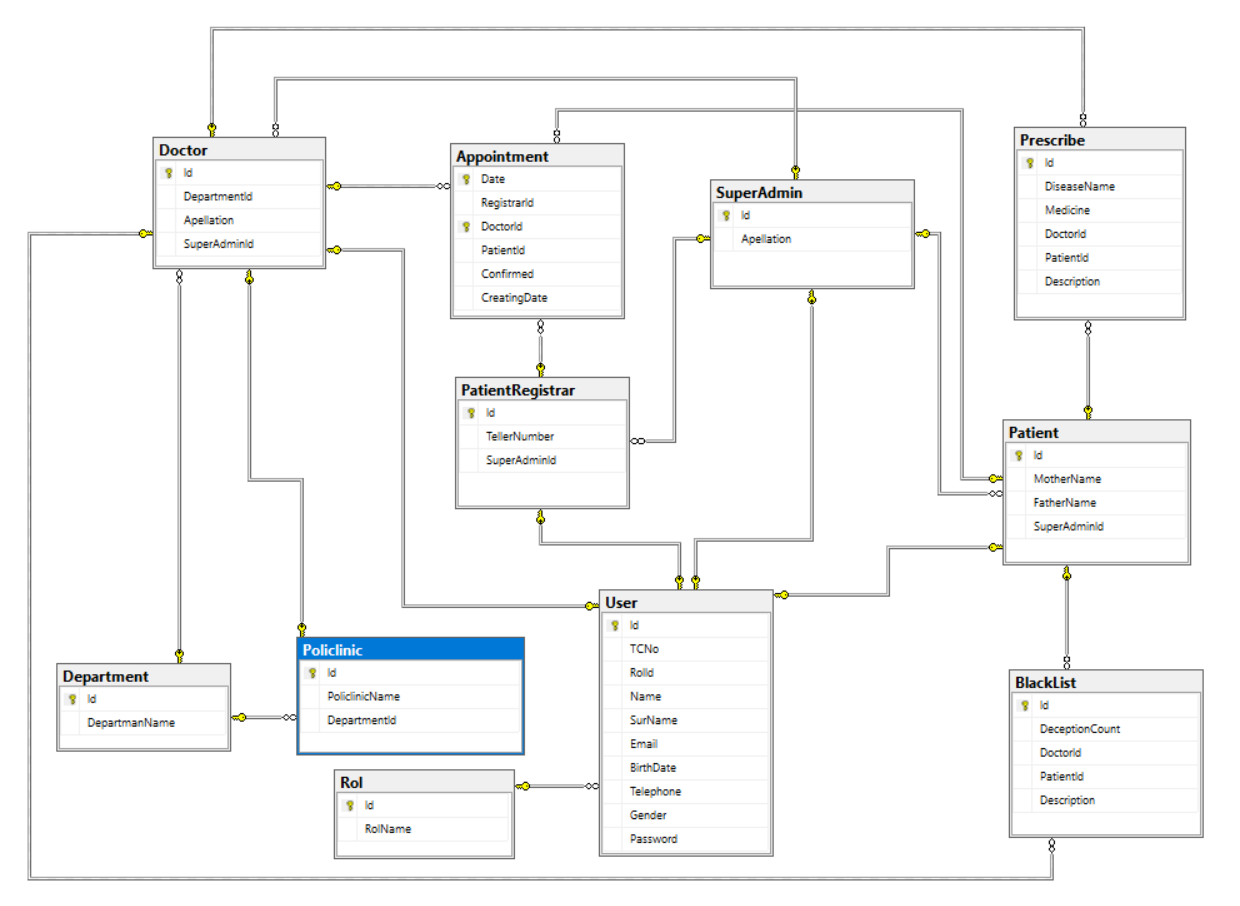 Doctor
Id
DepartmentId
Apellation
SuperAdminId
Appointment
Date
RegistrarId
DoctorId
PatientId
Confirmed
CreatingDate
SuperAdmin
Id
Apellation
Prescribe
Id
DiseaseName
Medicine
DoctorId
PatientId
Description
PatientRegistrar
Id
TellerNumber
SuperAdminId
Patient
Id
MotherName
FatherName
SuperAdminId
User
Id
TCNo
RolId
Name
SurName
Email
BirthDate
Telephone
Gender
Password
Policlinic
Id
PoliclinicName
DepartmentId
Department
Id
DepartmanName
BlackList
Id
DeceptionCount
DoctorId
PatientId
Description
Rol
Id
RolName